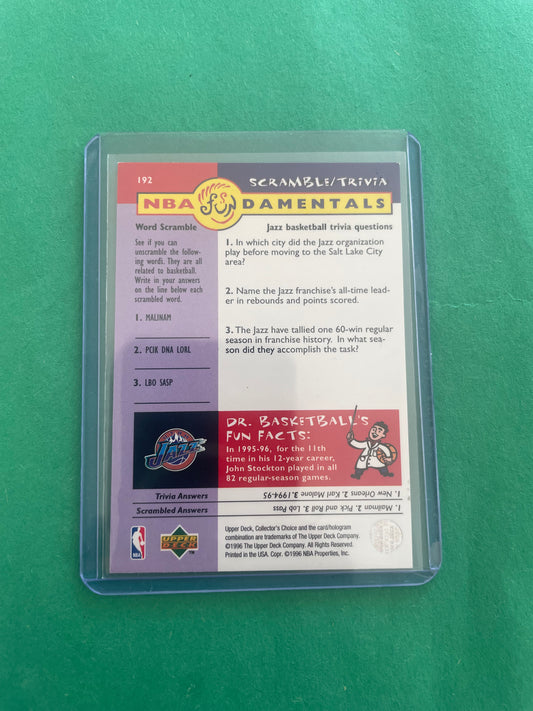 192
SCRAMBLE/TRIVIA
NBA FUNDAMENTALS
Word Scramble
See if you can
unscramble the follow-
ing words. They are all
related to basketball.
Write in your answers
on the line below each
scrambled word.
1. MALINAM
2. PCIK DNA LORL
3. LBO SASP
Jazz basketball trivia questions
1. In which city did the Jazz organization
play before moving to the Salt Lake City
area?
2. Name the Jazz franchise's all-time lead-
er in rebounds and points scored.
3. The Jazz have tallied one 60-win regular
season in franchise history. In what sea-
son did they accomplish the task?
JAZZ
DR. BASKETBALL'S
FUN FACTS:
In 1995-96, for the 11th
time in his 12-year career,
John Stockton played in all
82 regular-season games.
Trivia Answers
1. New Orleans 2. Karl Malone 3. 1994-95
Scrambled Answers
1. Mailman 2. Pick and Roll 3. Lob Pass
NBA
UPPER
DECK
TM
Upper Deck, Collector's Choice and the card/hologram
combination are trademarks of The Upper Deck Company.
©1996 The Upper Deck Company. All Rights Reserved.
Printed in the USA. Copr. ©1996 NBA Properties, Inc.